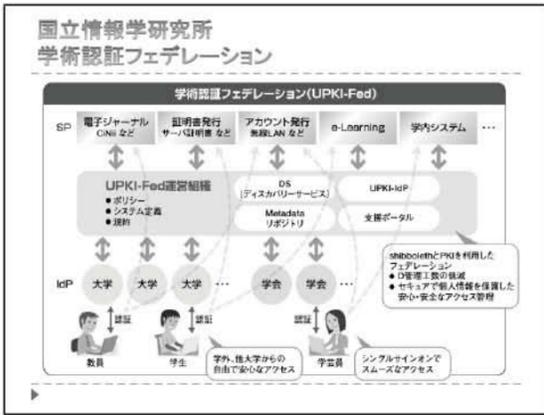 国立情報学研究所
学術認証フェデレーション
学術認証フェデレーション(UPKI-Fed)
SP
電子ジャーナル
CiNii など
証明書発行
サーバ証明書 など
アカウント発行
無線LAN など
e-Learning
学内システム
…
UPKI-Fed運営組織
● ポリシー
● システム定義
● 規約
DS
(ディスカバリーサービス)
UPKI-IdP
Metadata
リポジトリ
支援ポータル
shibbolethとPKIを利用した
フェデレーション
● ID管理工数の低減
● セキュアで個人情報を保護した
安心・安全なアクセス管理
IdP
大学
大学
大学
…
学会
学会
…
認証
認証
認証
教員
学生
学外、他大学からの
自由で安心なアクセス
学芸員
シングルサインオンで
スムーズなアクセス